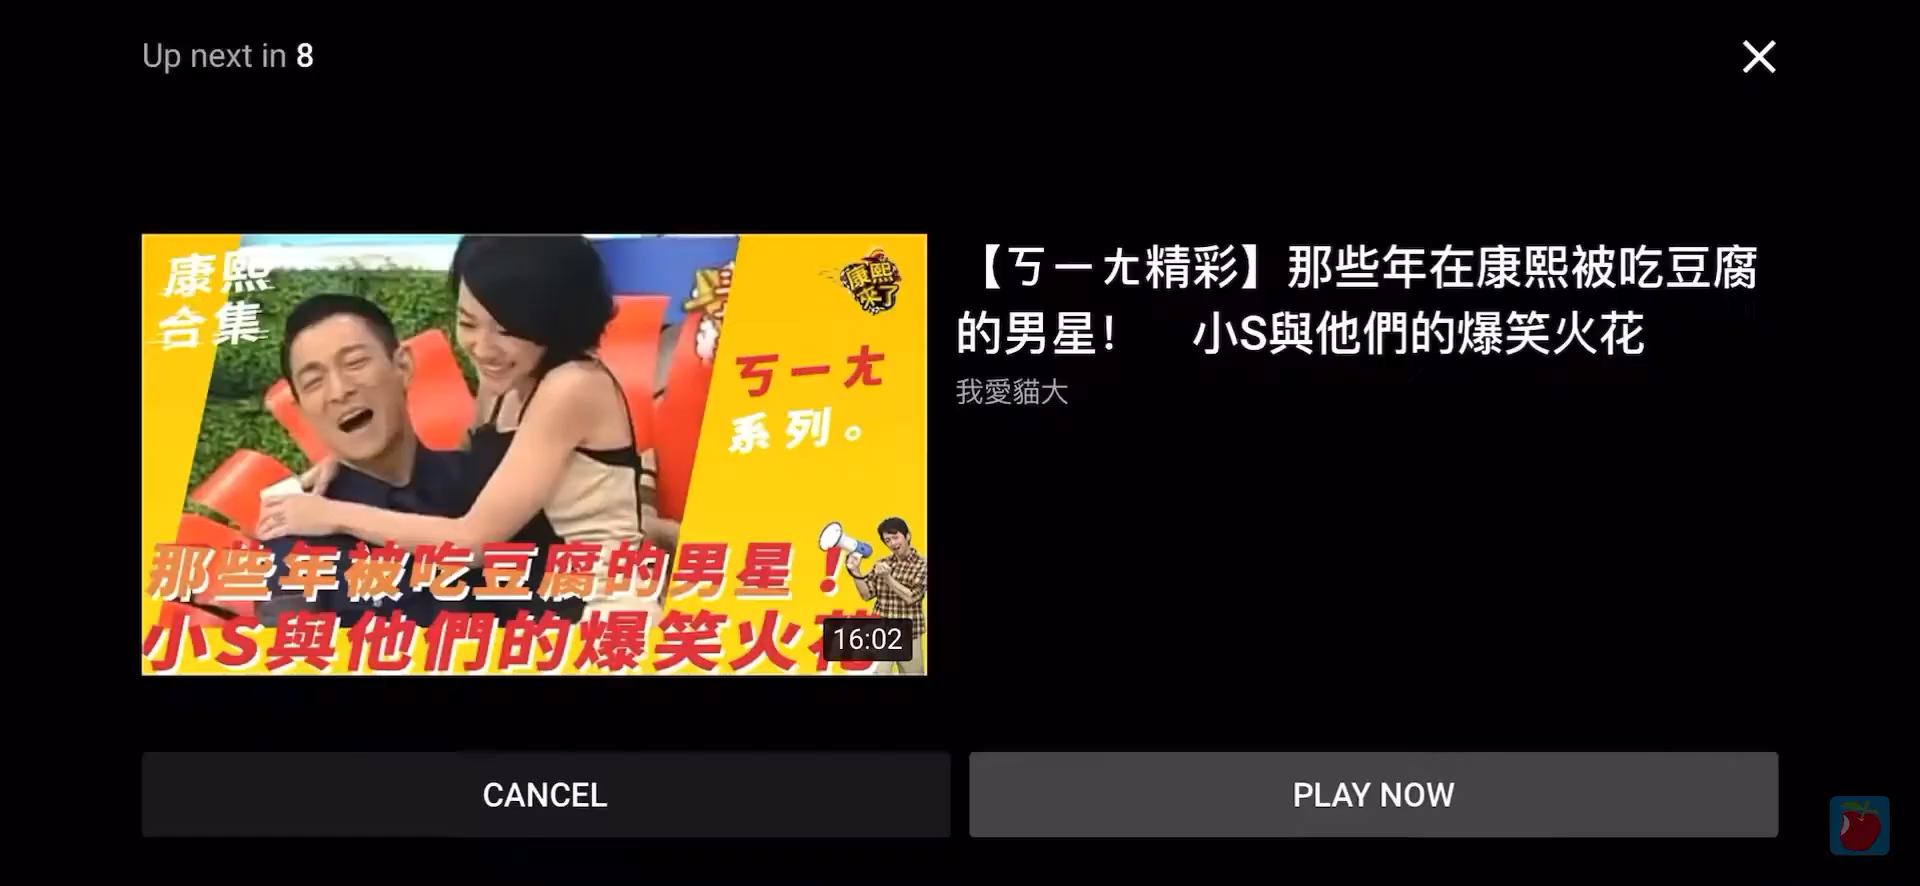 Up next in 8
康熙
合集
康熙
來了
ㄎㄧㄤ
系列。
那些年被吃豆腐的男星！
小S與他們的爆笑火花
16:02
【ㄎㄧㄤ精彩】那些年在康熙被吃豆腐
的男星！ 小S與他們的爆笑火花
我愛貓大
CANCEL
PLAY NOW